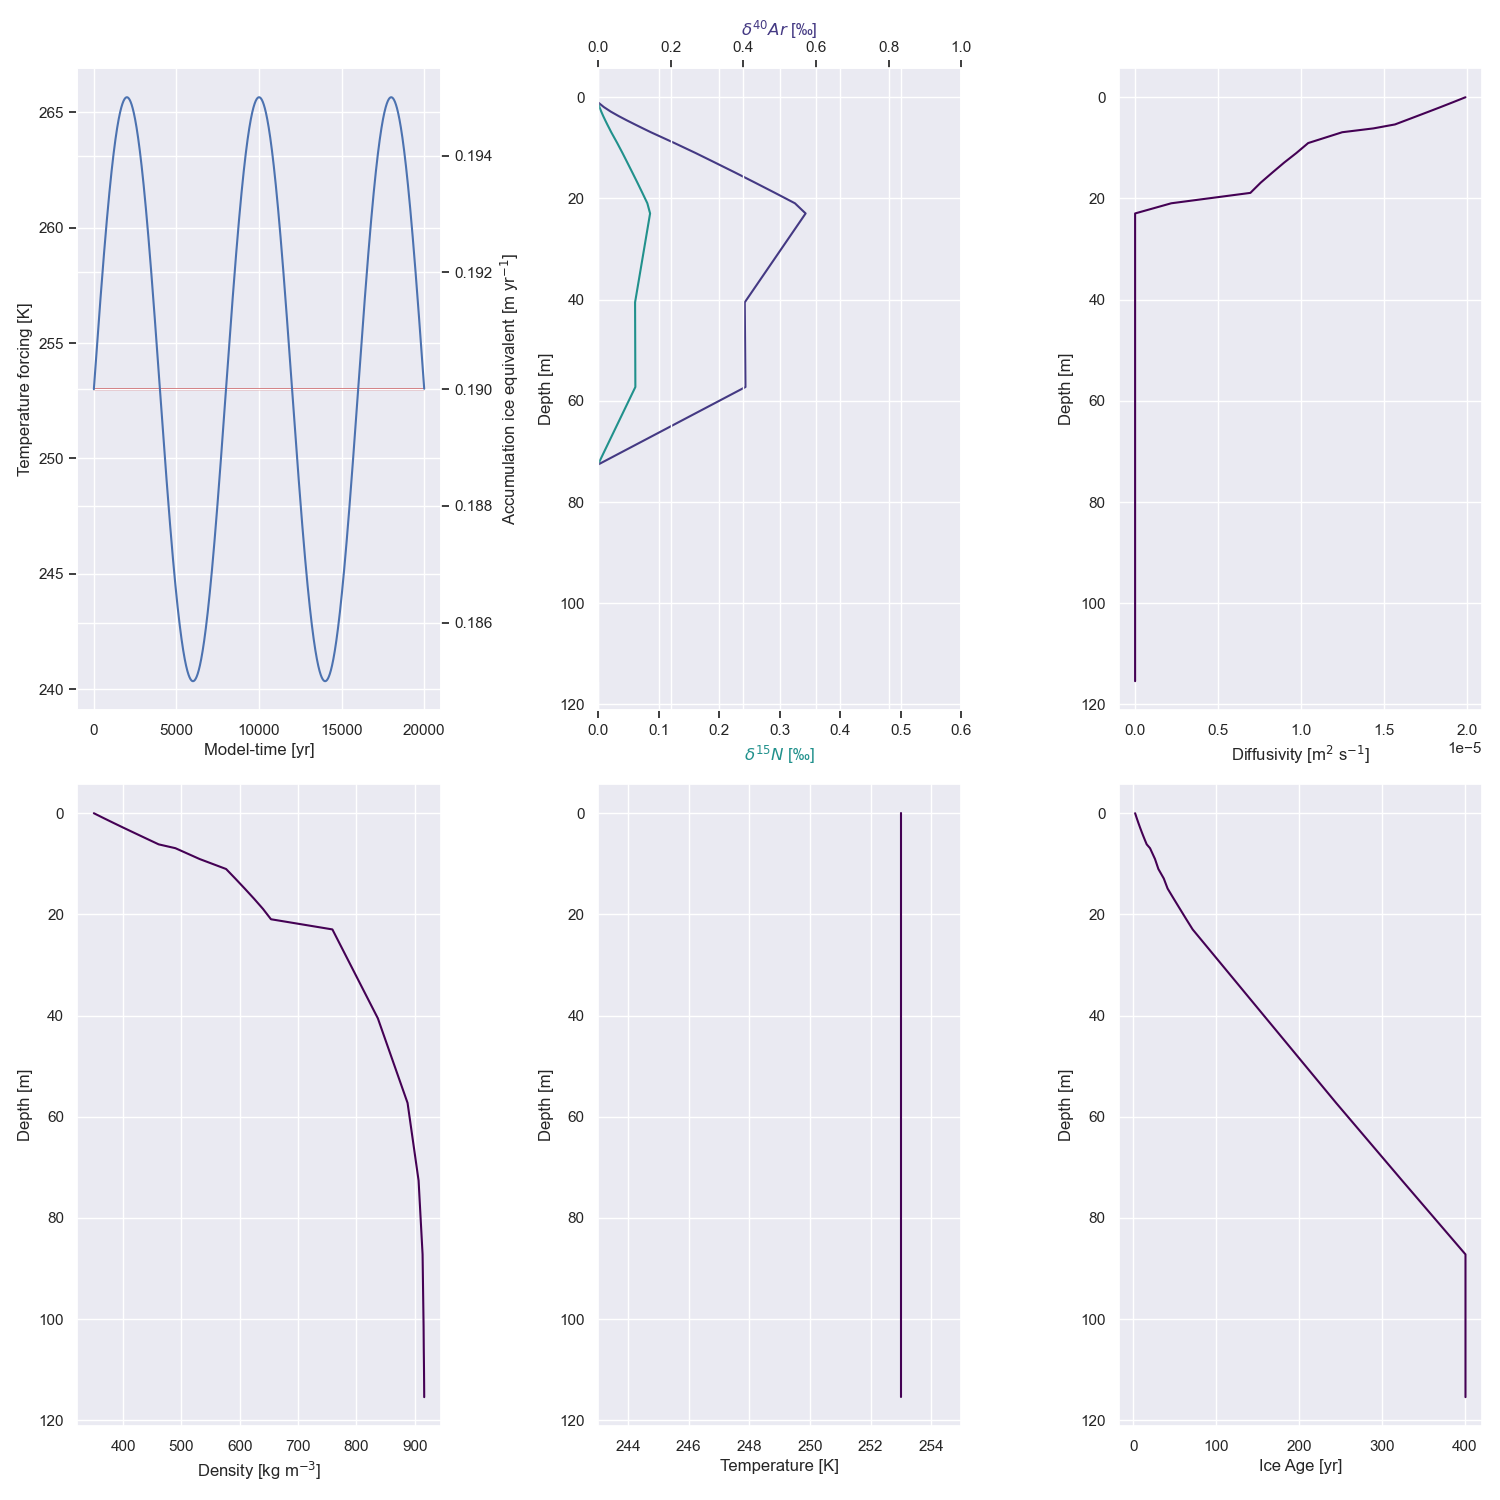 δ⁴⁰Ar [‰]
0.0 0.2 0.4 0.6 0.8 1.0
Temperature forcing [K]
265
260
255
250
245
240
0 5000 10000 15000 20000
Model-time [yr]
0.194
0.192
0.190
0.188
0.186
Accumulation ice equivalent [m yr⁻¹]
Depth [m]
0
20
40
60
80
100
120
0.0 0.1 0.2 0.3 0.4 0.5 0.6
δ¹⁵N [‰]
Depth [m]
0
20
40
60
80
100
120
0.0 0.5 1.0 1.5 2.0
1e−5
Diffusivity [m² s⁻¹]
Depth [m]
0
20
40
60
80
100
120
400 500 600 700 800 900
Density [kg m⁻³]
Depth [m]
0
20
40
60
80
100
120
244 246 248 250 252 254
Temperature [K]
Depth [m]
0
20
40
60
80
100
120
0 100 200 300 400
Ice Age [yr]